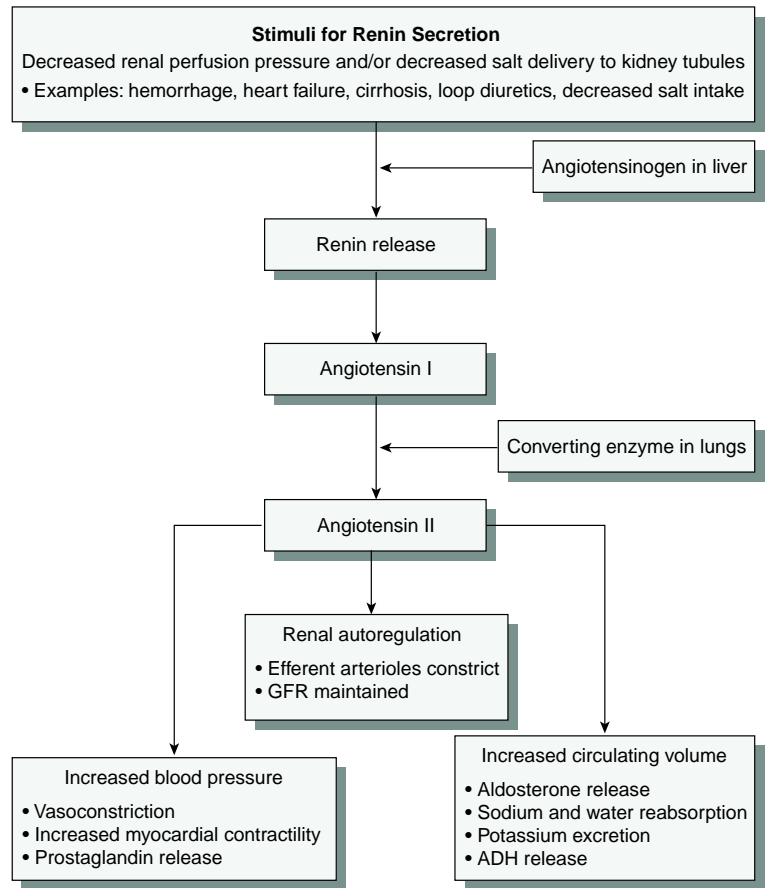 Stimuli for Renin Secretion
Decreased renal perfusion pressure and/or decreased salt delivery to kidney tubules
• Examples: hemorrhage, heart failure, cirrhosis, loop diuretics, decreased salt intake
Angiotensinogen in liver
Renin release
Angiotensin I
Converting enzyme in lungs
Angiotensin II
Renal autoregulation
• Efferent arterioles constrict
• GFR maintained
Increased blood pressure
• Vasoconstriction
• Increased myocardial contractility
• Prostaglandin release
Increased circulating volume
• Aldosterone release
• Sodium and water reabsorption
• Potassium excretion
• ADH release